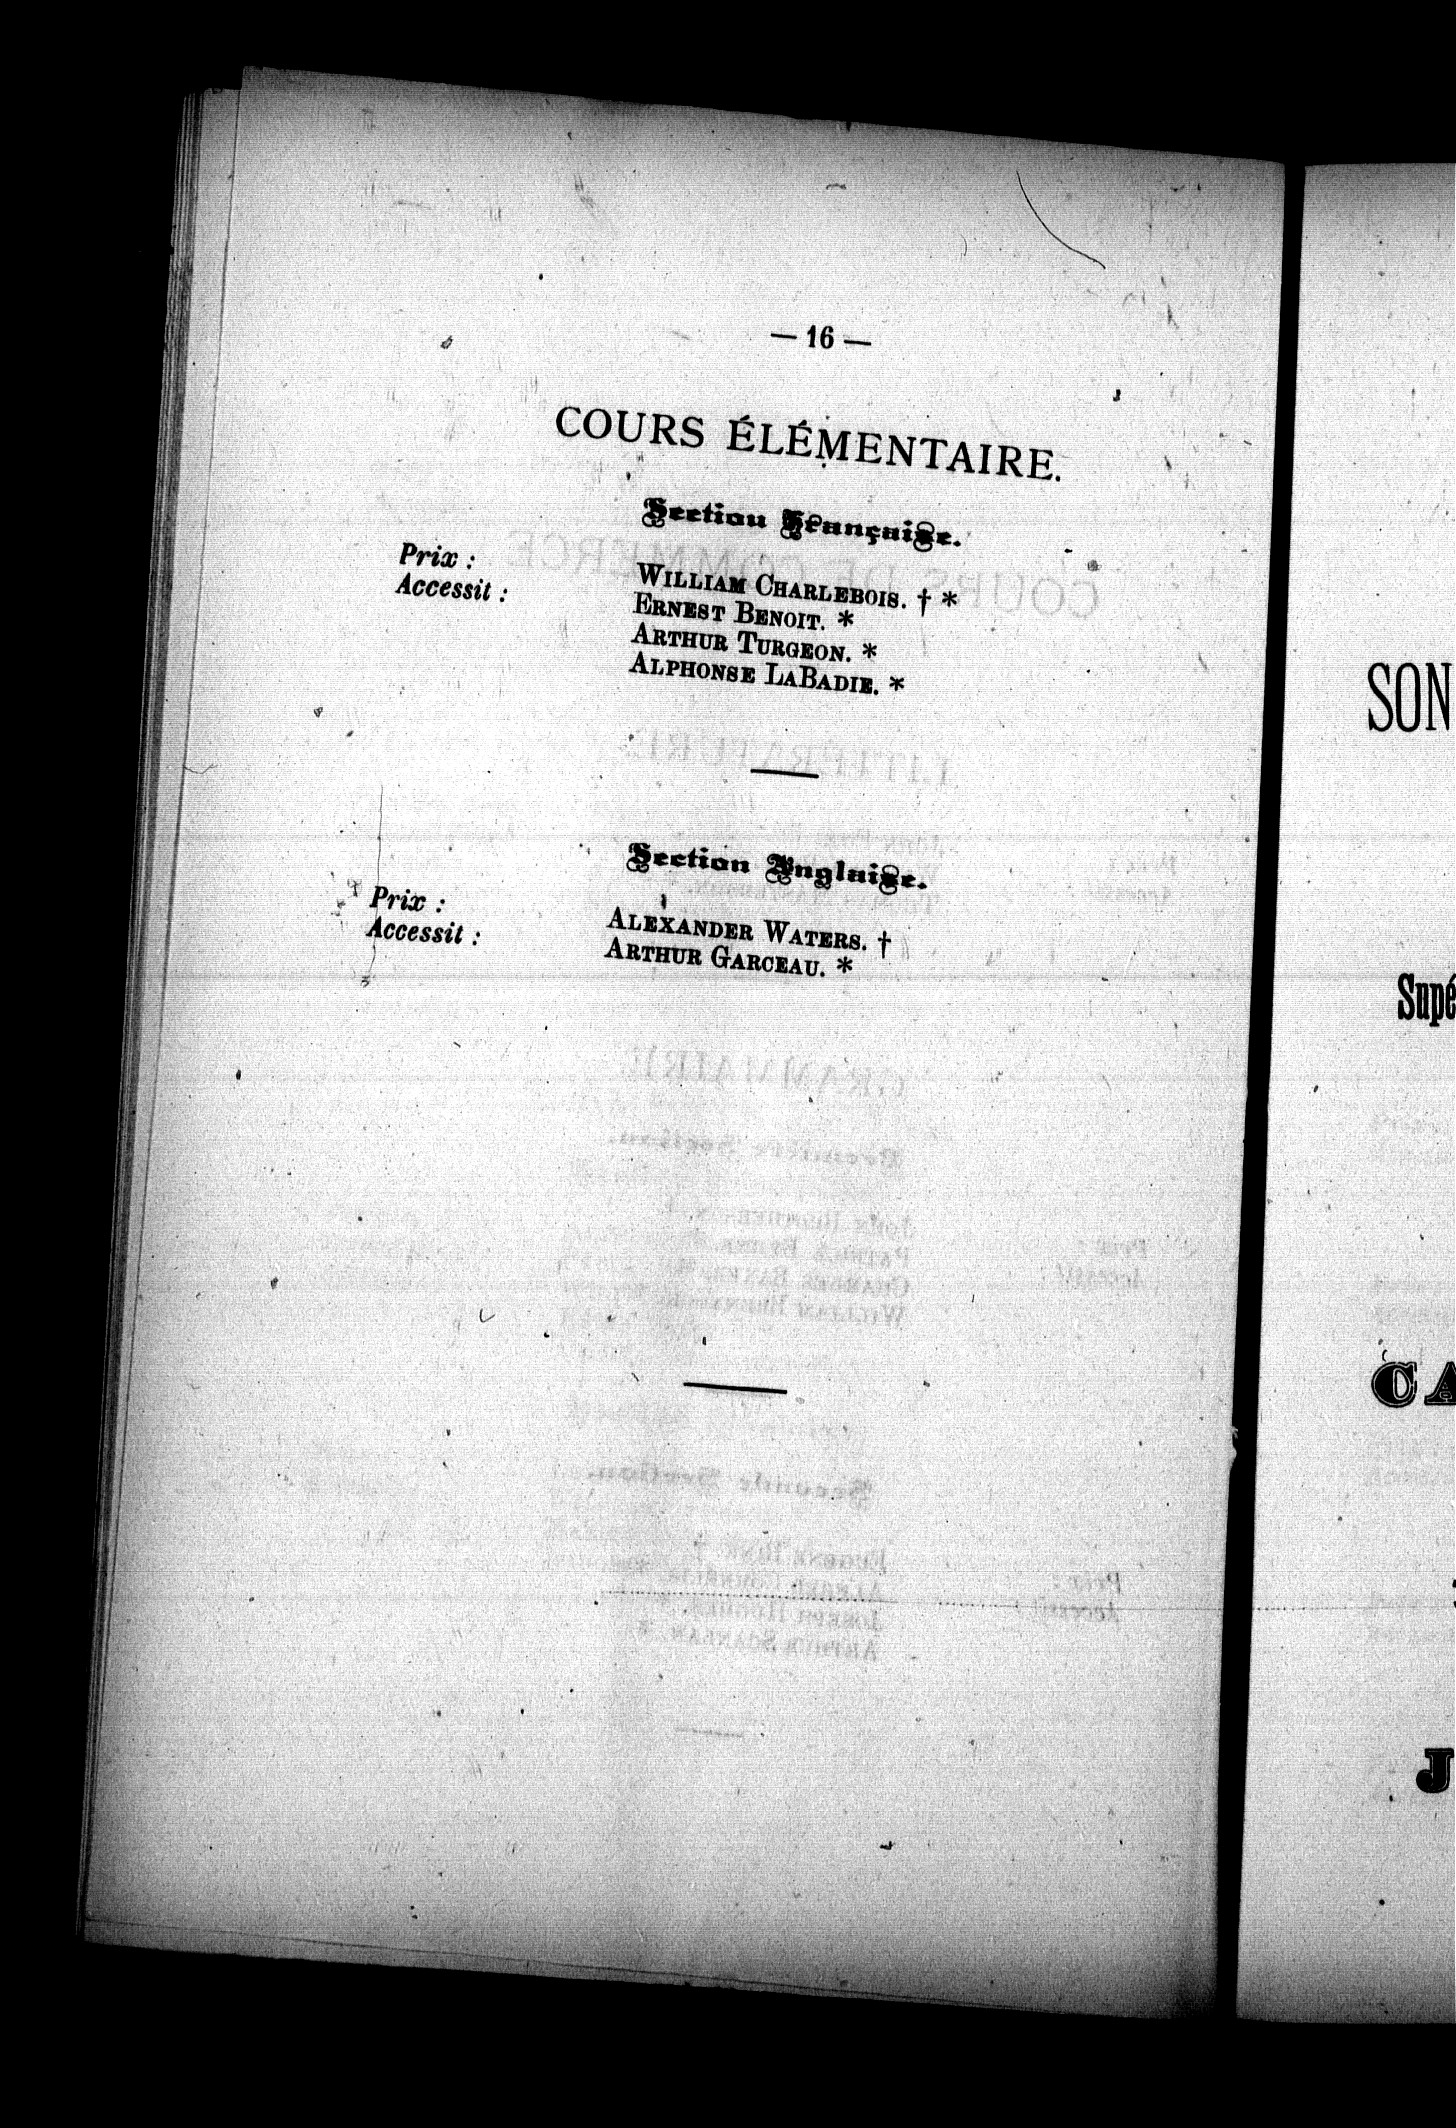 — 16 —
COURS ÉLÉMENTAIRE.
Section Française.
Prix : WILLIAM CHARLEBOIS. † *
Accessit : ERNEST BENOIT. *
ARTHUR TURGEON. *
ALPHONSE LABADIE. *
Section Anglaise.
Prix : ALEXANDER WATERS. †
Accessit : ARTHUR GARCEAU. *
SON
Supé
CA
J